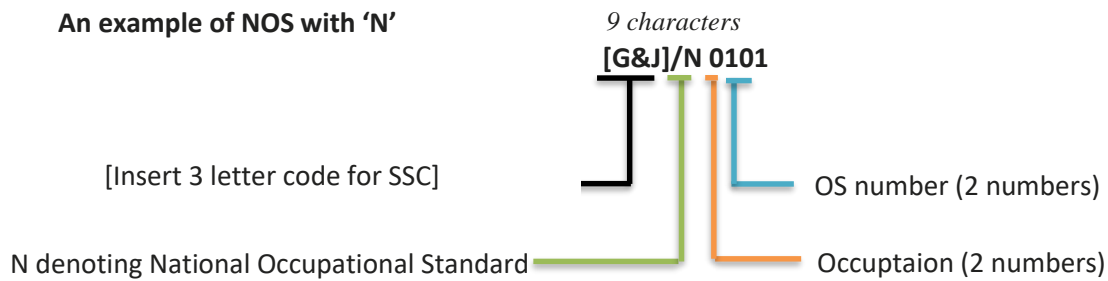 An example of NOS with ‘N’
9 characters
[G&J]/N 0101
[Insert 3 letter code for SSC]
OS number (2 numbers)
N denoting National Occupational Standard
Occuptaion (2 numbers)